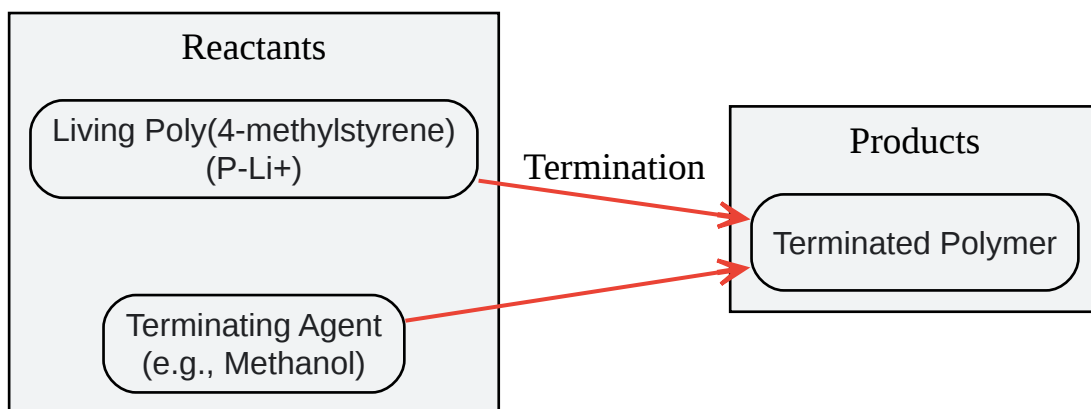 Reactants
Living Poly(4-methylstyrene)
(P-Li+)
Terminating Agent
(e.g., Methanol)
Termination
Products
Terminated Polymer